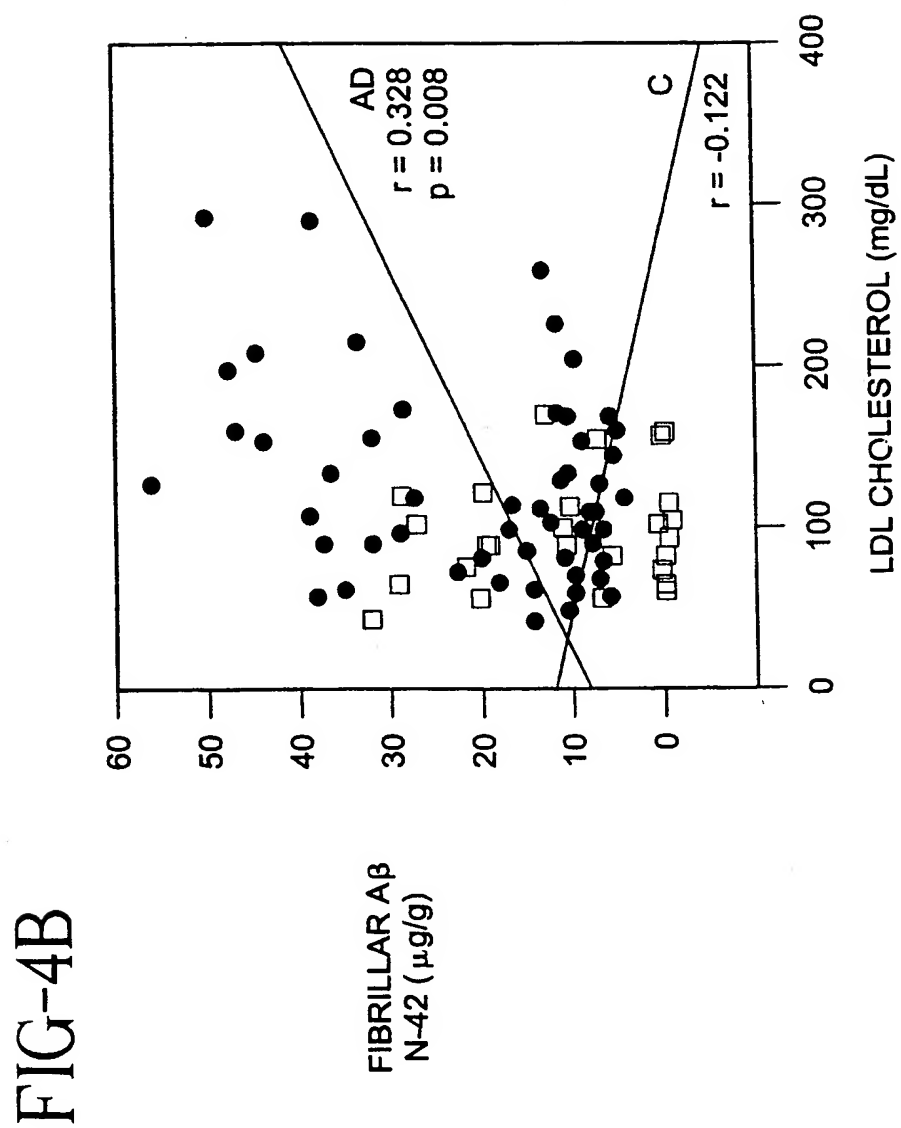 FIG-4B
FIBRILLAR Aβ
N-42 (μg/g)
60
50
40
30
20
10
0
AD
r = 0.328
p = 0.008
C
r = -0.122
0
100
200
300
400
LDL CHOLESTEROL (mg/dL)